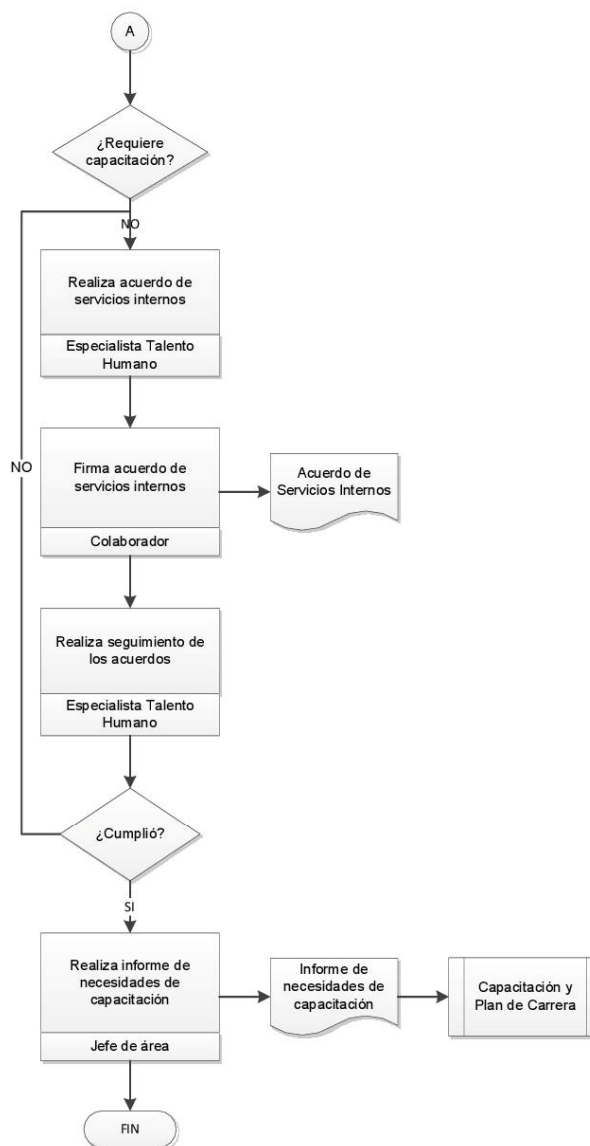 A
¿Requiere
capacitación?
NO
Realiza acuerdo de
servicios internos
Especialista Talento
Humano
NO
Firma acuerdo de
servicios internos
Colaborador
Acuerdo de
Servicios Internos
Realiza seguimiento de
los acuerdos
Especialista Talento
Humano
¿Cumplió?
SI
Realiza informe de
necesidades de
capacitación
Jefe de área
Informe de
necesidades de
capacitación
Capacitación y
Plan de Carrera
FIN